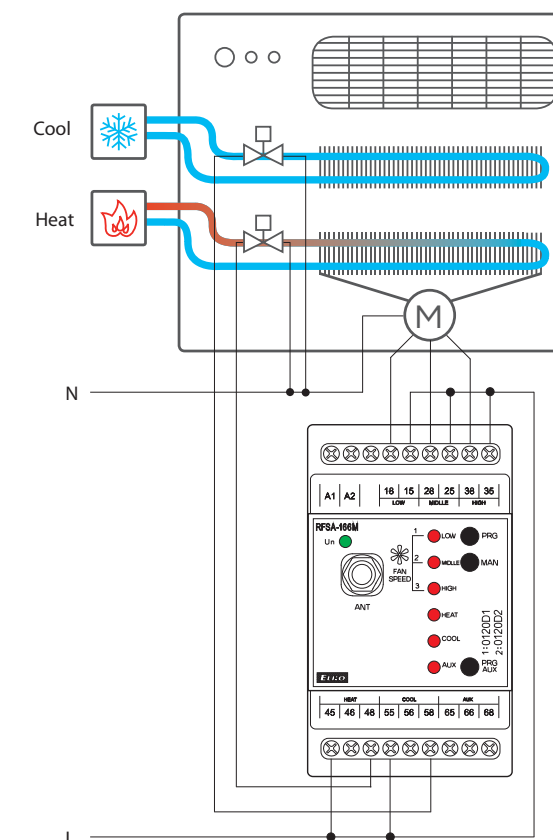 Cool
Heat
M
N
A1 A2 16 15 26 25 36 35
LOW MIDLLE HIGH
RFSA-166M
Un
1 LOW PRG
2 MIDLLE MAN
FAN
SPEED
3 HIGH
ANT
HEAT
COOL
1:0120D1
2:0120D2
AUX PRG
AUX
ELKO
HEAT COOL AUX
45 46 48 55 56 58 65 66 68
L